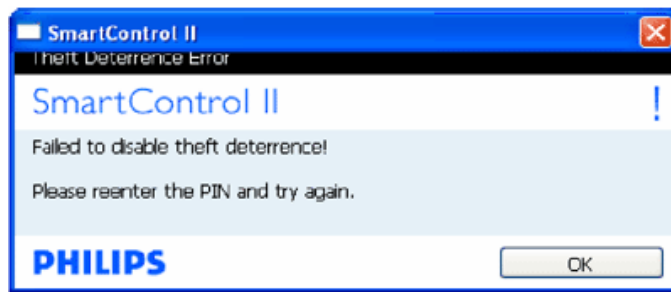 SmartControl II
Theft Deterrence Error
SmartControl II !
Failed to disable theft deterrence!
Please reenter the PIN and try again.
PHILIPS
OK